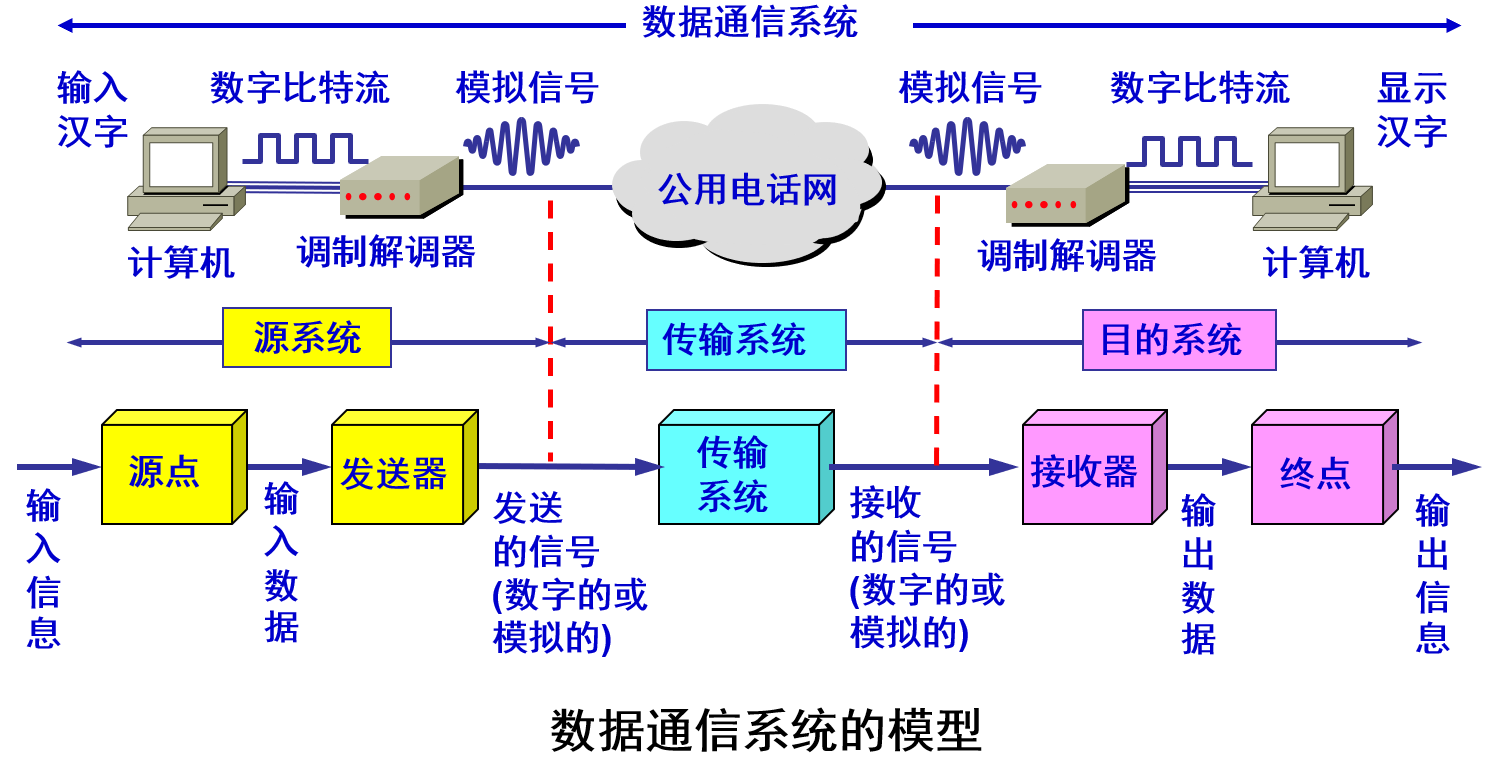 数据通信系统
输入
汉字
数字比特流
模拟信号
模拟信号
数字比特流
显示
汉字
公用电话网
计算机
调制解调器
调制解调器
计算机
源系统
传输系统
目的系统
源点
发送器
传输
系统
接收器
终点
输
入
信
息
输
入
数
据
发送
的信号
(数字的或
模拟的)
接收
的信号
(数字的或
模拟的)
输
出
数
据
输
出
信
息
数据通信系统的模型